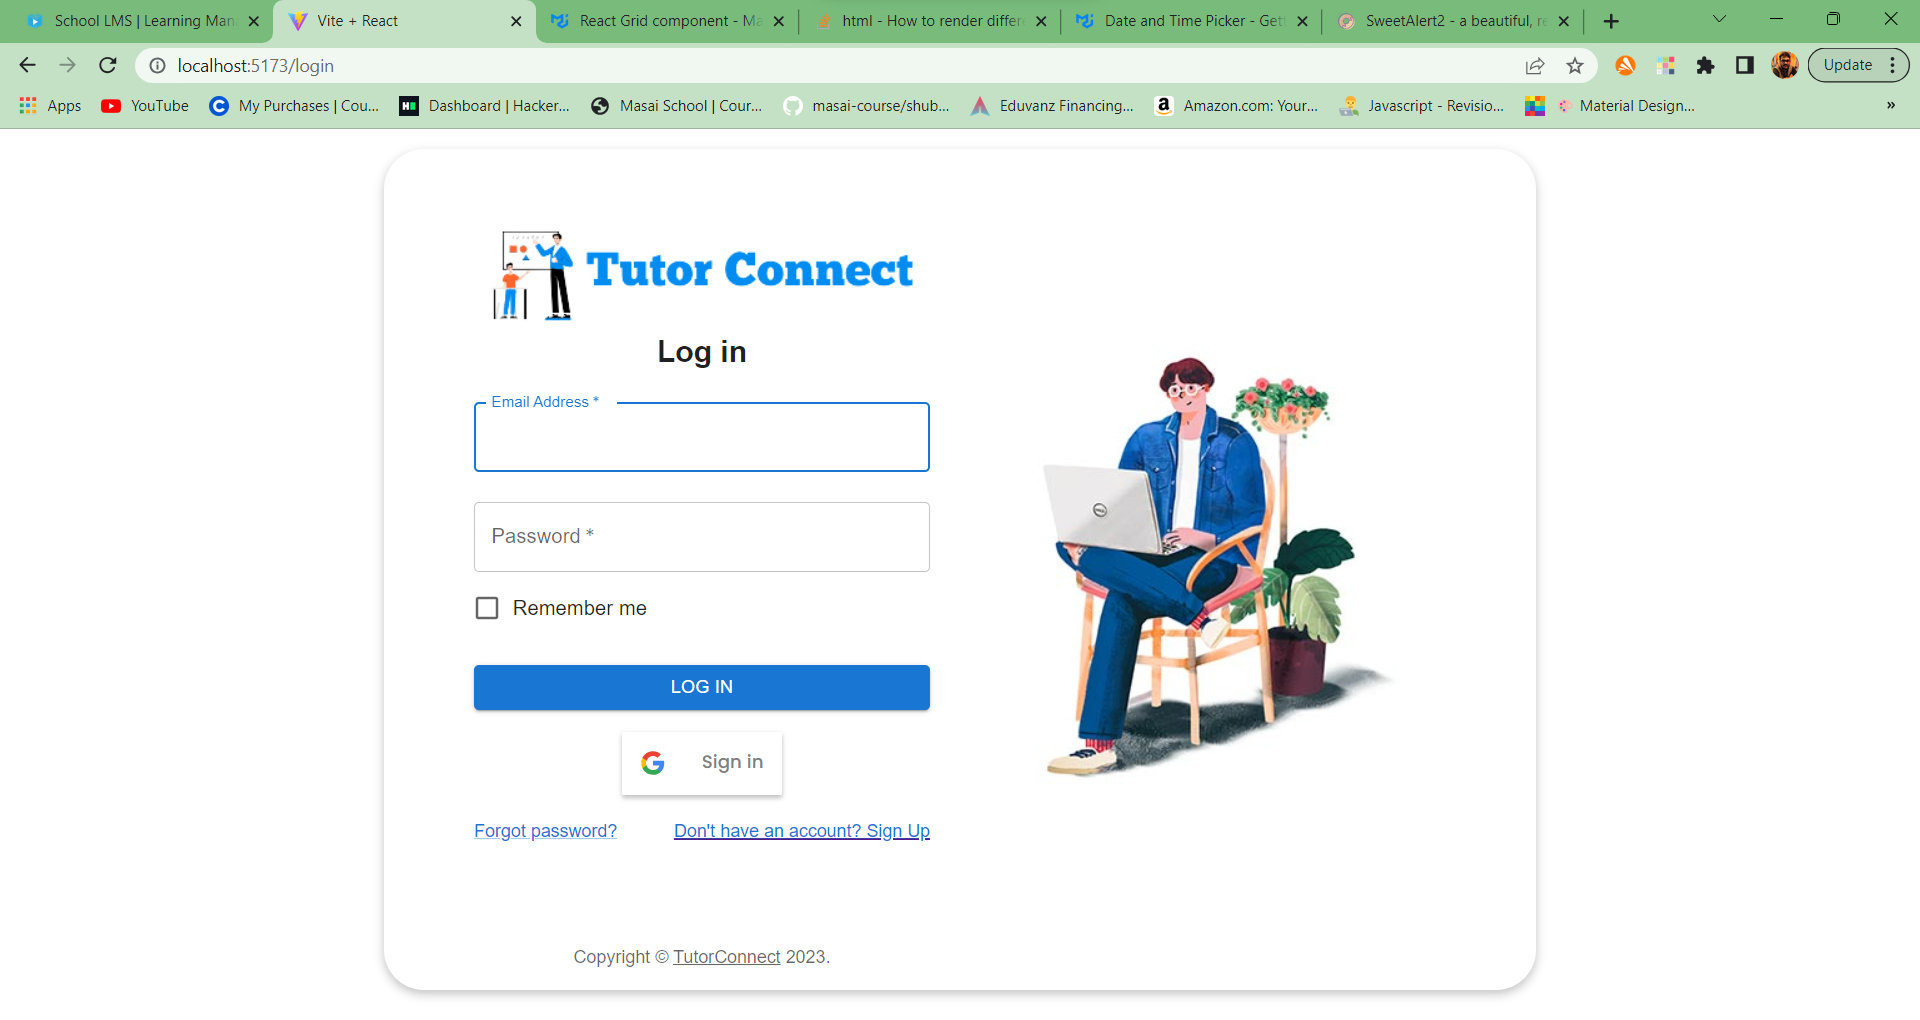 School LMS | Learning Man
Vite + React
React Grid component - Ma
html - How to render differe
Date and Time Picker - Gett
SweetAlert2 - a beautiful, re
localhost:5173/login
Update
Apps
YouTube
My Purchases | Cou...
Dashboard | Hacker...
Masai School | Cour...
masai-course/shub...
Eduvanz Financing...
Amazon.com: Your...
Javascript - Revisio...
Material Design...
»
Tutor Connect
Log in
Email Address *
Password *
Remember me
LOG IN
Sign in
Forgot password?
Don't have an account? Sign Up
Copyright © TutorConnect 2023.